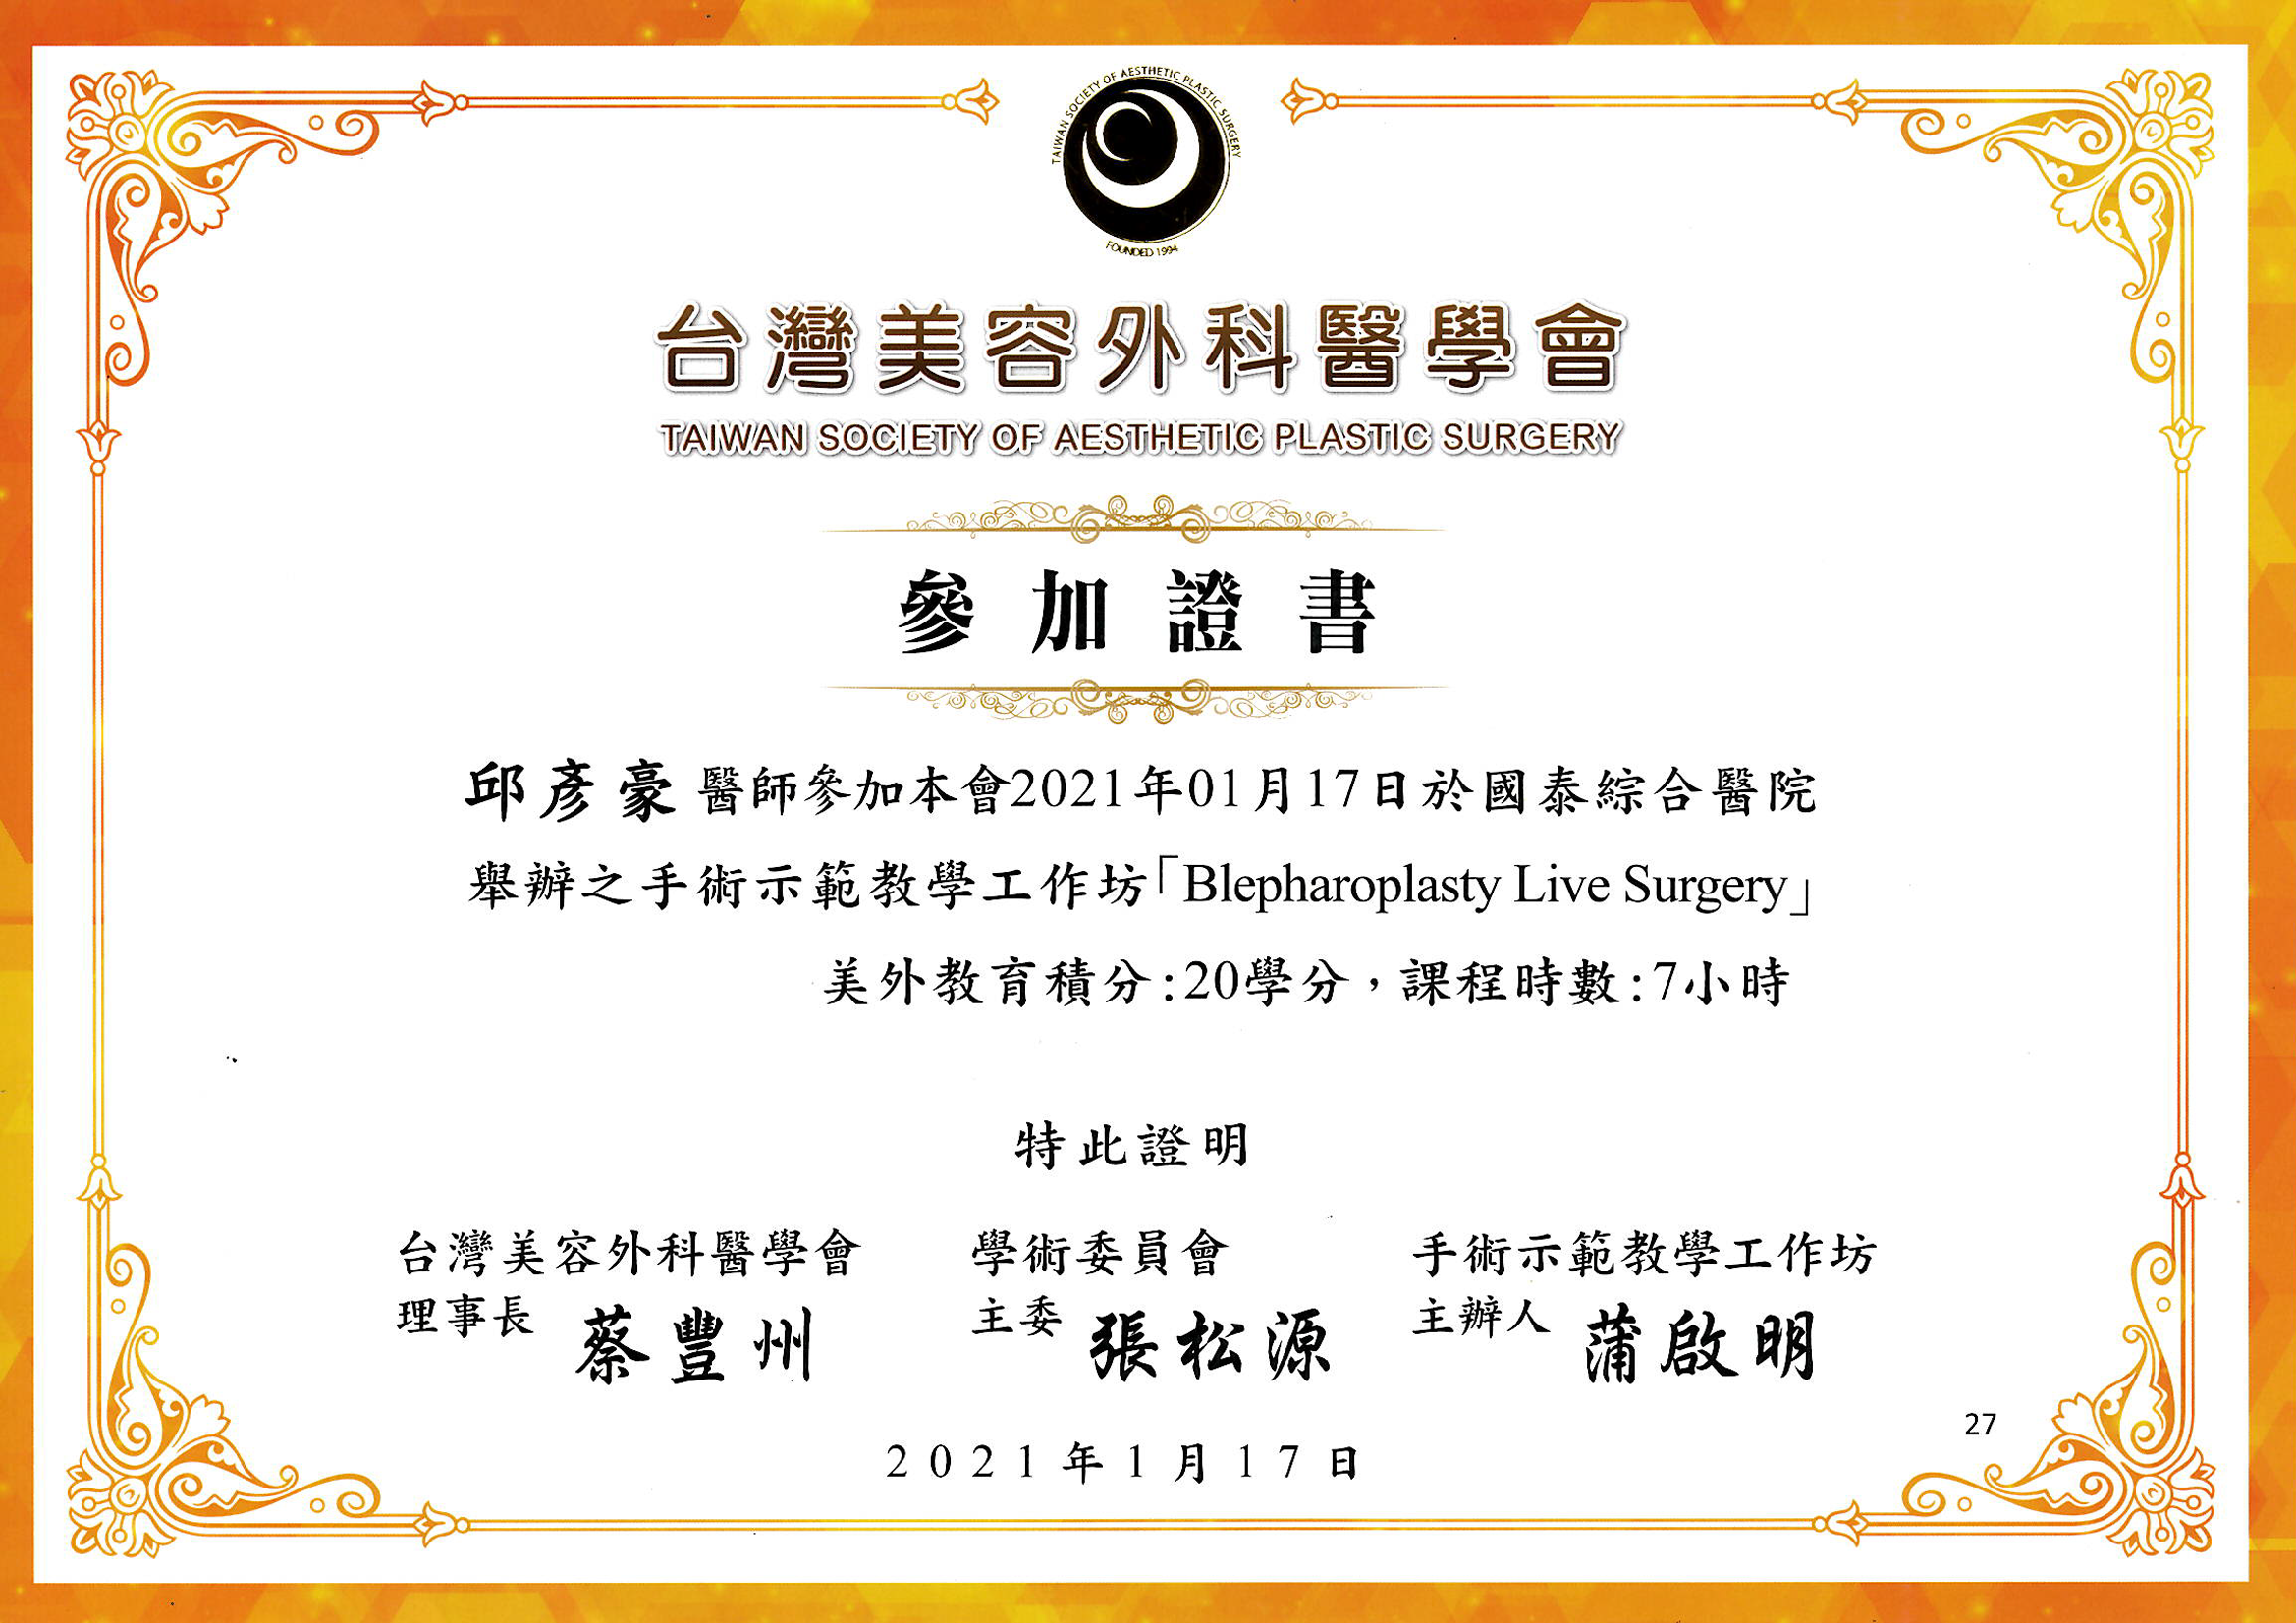 TAIWAN SOCIETY OF AESTHETIC PLASTIC SURGERY
FOUNDED 1994
台灣美容外科醫學會
TAIWAN SOCIETY OF AESTHETIC PLASTIC SURGERY
參加證書
邱彥豪醫師參加本會2021年01月17日於國泰綜合醫院
舉辦之手術示範教學工作坊「Blepharoplasty Live Surgery」
美外教育積分:20學分,課程時數:7小時
特此證明
台灣美容外科醫學會
理事長 蔡豐州
學術委員會
主委 張松源
手術示範教學工作坊
主辦人 蒲啟明
27
2021年1月17日